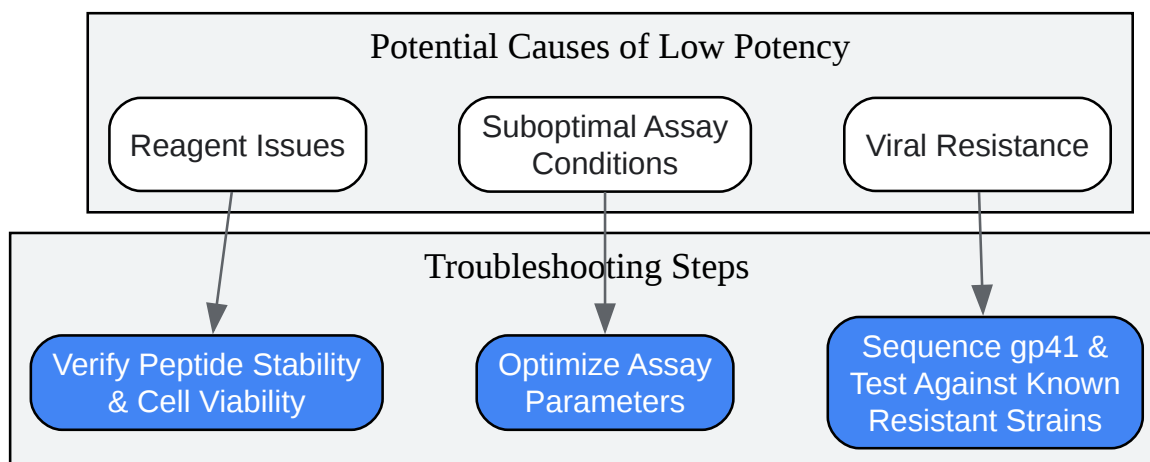 Potential Causes of Low Potency
Reagent Issues
Suboptimal Assay
Conditions
Viral Resistance
Troubleshooting Steps
Verify Peptide Stability
& Cell Viability
Optimize Assay
Parameters
Sequence gp41 &
Test Against Known
Resistant Strains